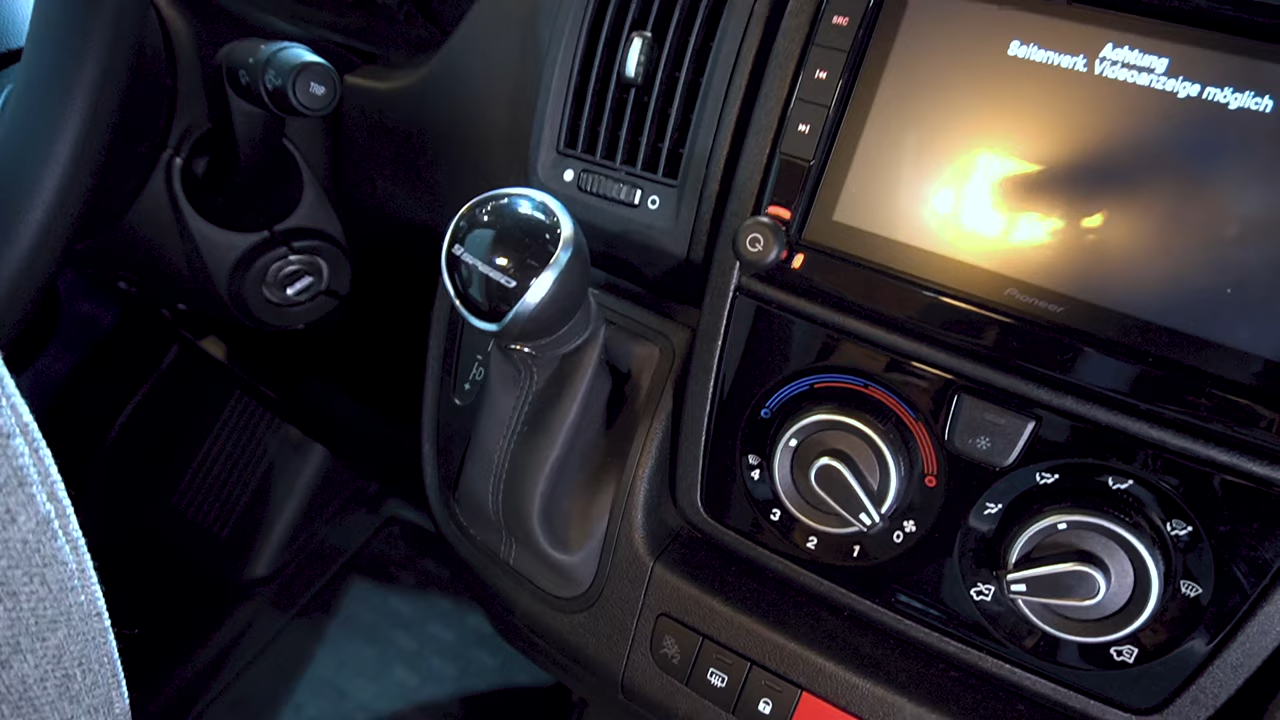 SRC
Achtung
Seitenverk. Videoanzeige möglich
TRIP
9 SPEED
Pioneer
-
D
+
4
3
2
1
0